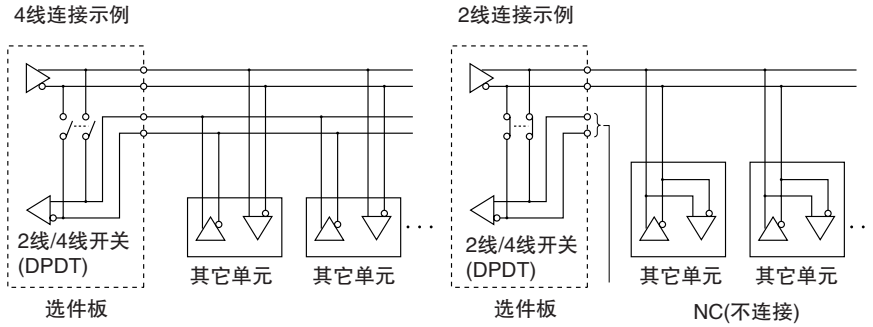 4线连接示例
2线/4线开关
(DPDT)
其它单元
其它单元
...
选件板
2线连接示例
2线/4线开关
(DPDT)
其它单元
其它单元
..
选件板
NC(不连接)